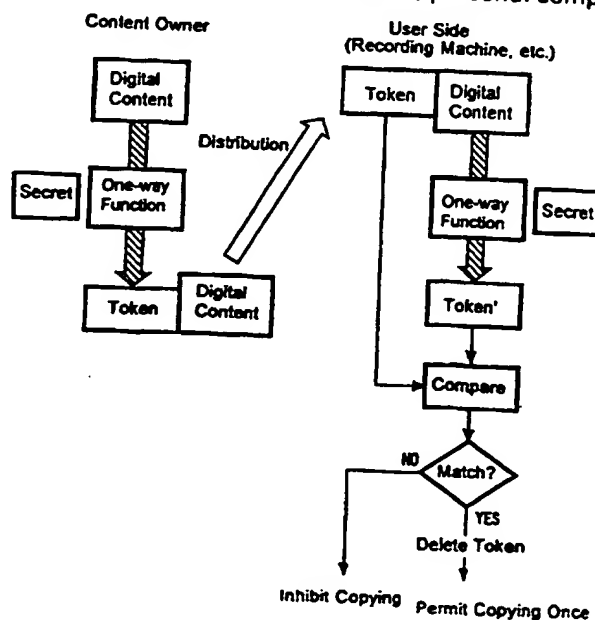 Content Owner
Digital
Content
Secret
One-way
Function
Token
Digital
Content
Distribution
User Side
(Recording Machine, etc.)
Token
Digital
Content
One-way
Function
Secret
Token'
Compare
Match?
NO
YES
Delete Token
Inhibit Copying
Permit Copying Once